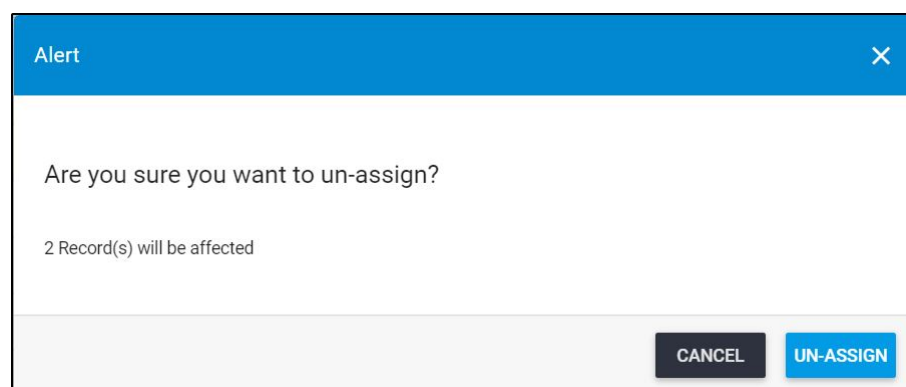 Alert
Are you sure you want to un-assign?
2 Record(s) will be affected
CANCEL UN-ASSIGN